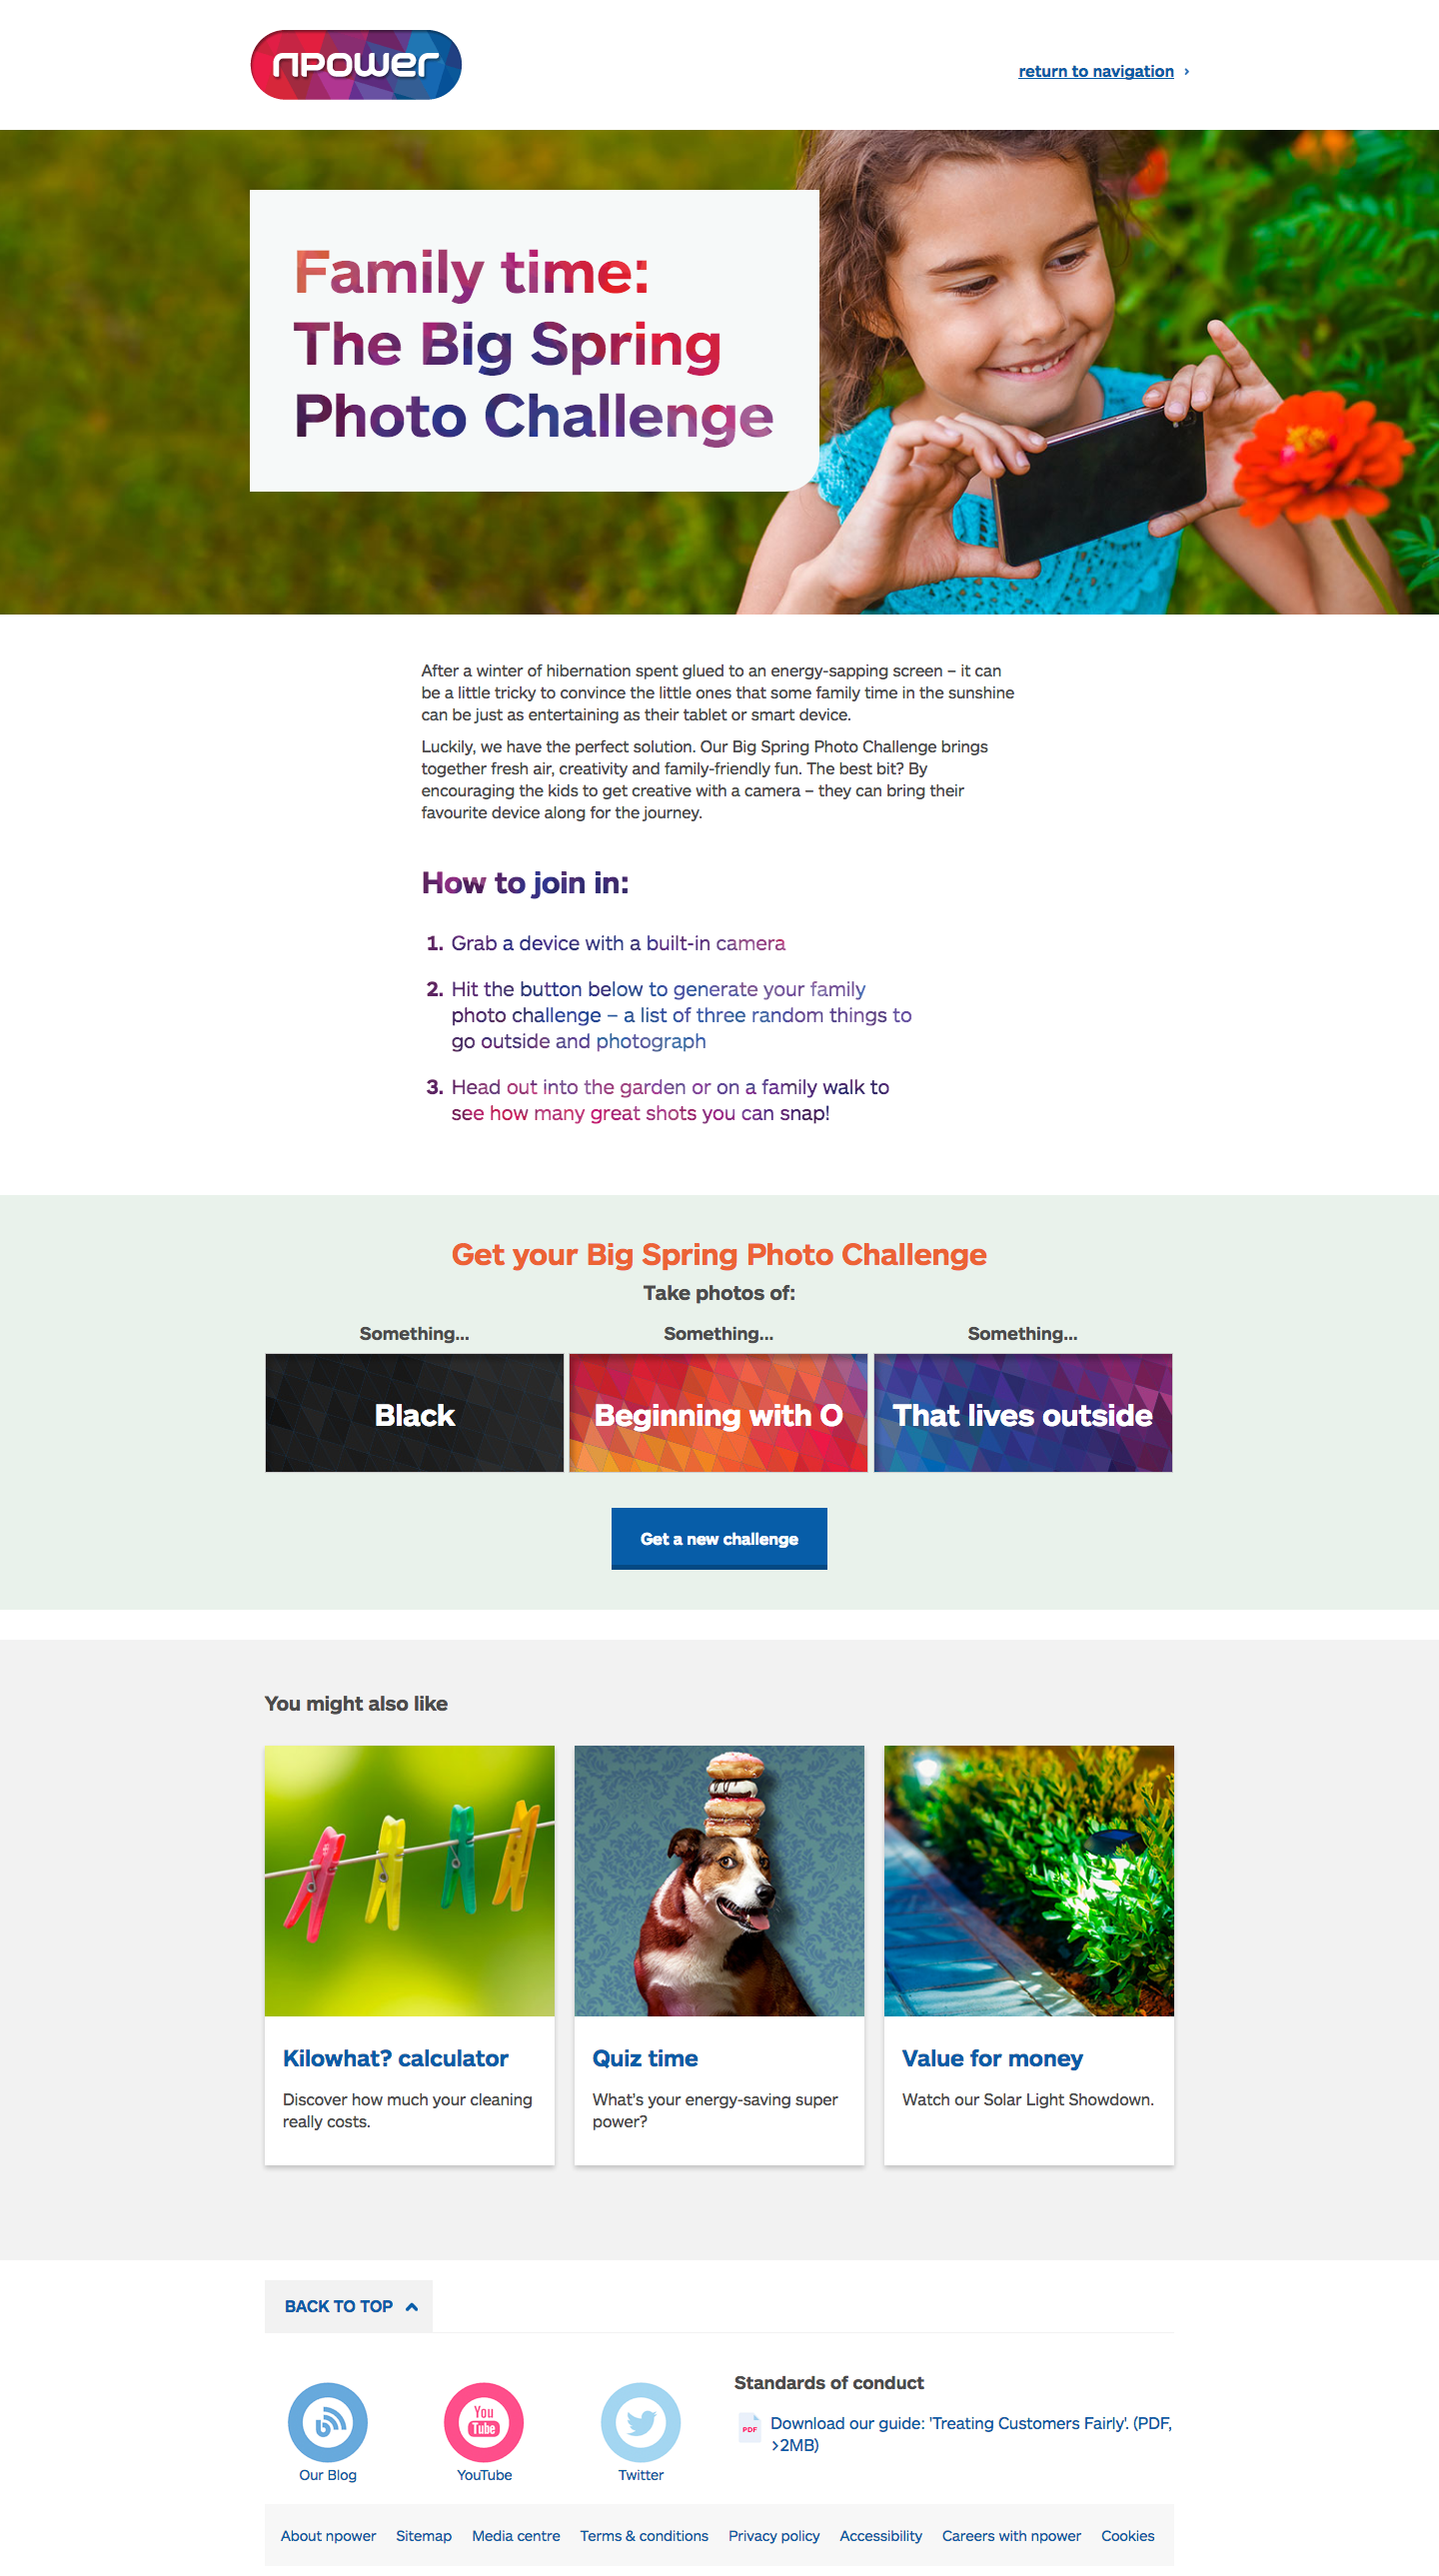 npower
return to navigation ›
Family time:
The Big Spring
Photo Challenge
After a winter of hibernation spent glued to an energy-sapping screen – it can
be a little tricky to convince the little ones that some family time in the sunshine
can be just as entertaining as their tablet or smart device.
Luckily, we have the perfect solution. Our Big Spring Photo Challenge brings
together fresh air, creativity and family-friendly fun. The best bit? By
encouraging the kids to get creative with a camera – they can bring their
favourite device along for the journey.
How to join in:
1. Grab a device with a built-in camera
2. Hit the button below to generate your family
photo challenge – a list of three random things to
go outside and photograph
3. Head out into the garden or on a family walk to
see how many great shots you can snap!
Get your Big Spring Photo Challenge
Take photos of:
Something... Something... Something...
Black Beginning with O That lives outside
Get a new challenge
You might also like
Kilowhat? calculator
Discover how much your cleaning
really costs.
Quiz time
What's your energy-saving super
power?
Value for money
Watch our Solar Light Showdown.
BACK TO TOP
You
Tube
Our Blog YouTube Twitter
Standards of conduct
PDF
Download our guide: 'Treating Customers Fairly'. (PDF,
>2MB)
About npower Sitemap Media centre Terms & conditions Privacy policy Accessibility Careers with npower Cookies